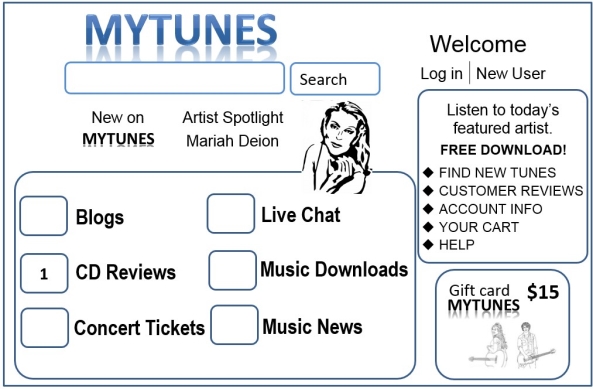 MYTUNES
Welcome
Search
Log in | New User
New on
MYTUNES
Artist Spotlight
Mariah Deion
Listen to today's
featured artist.
FREE DOWNLOAD!
◆ FIND NEW TUNES
◆ CUSTOMER REVIEWS
◆ ACCOUNT INFO
◆ YOUR CART
◆ HELP
Blogs
Live Chat
1 CD Reviews
Music Downloads
Concert Tickets
Music News
Gift card $15
MYTUNES